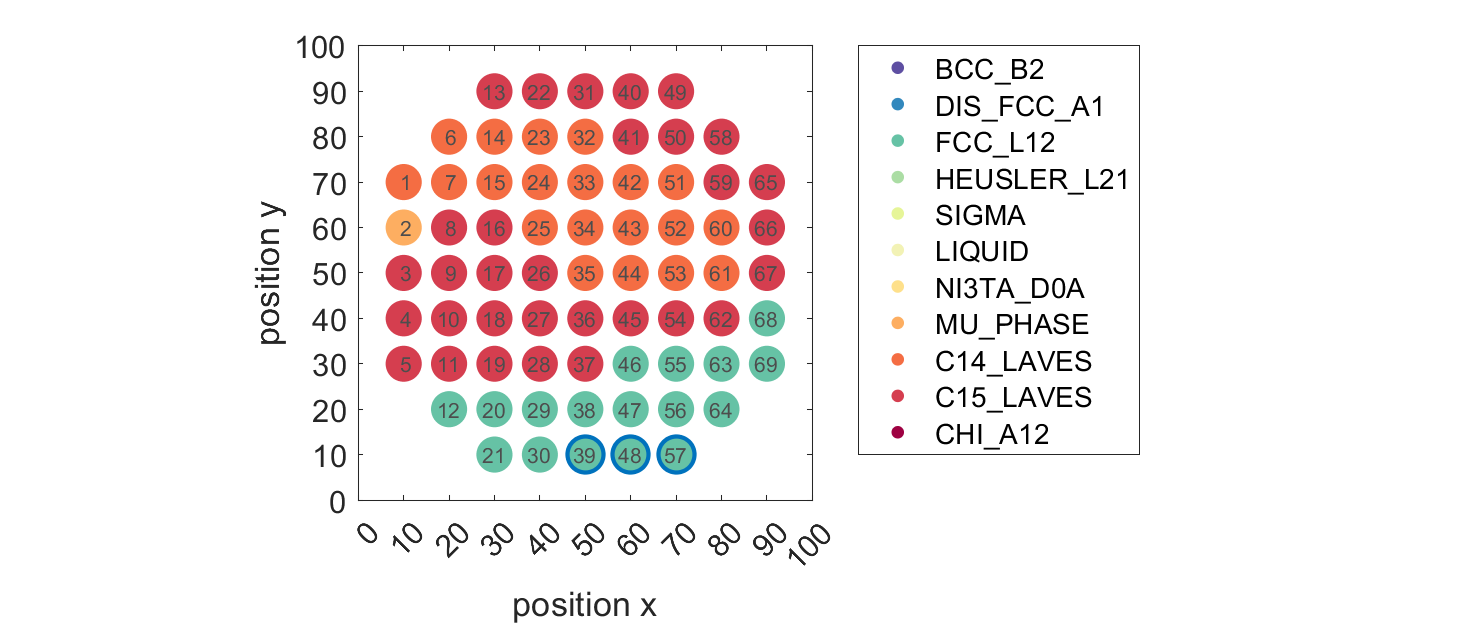 100
90
80
70
60
50
40
30
20
10
0
position y
13 22 31 40 49
6 14 23 32 41 50 58
1 7 15 24 33 42 51 59 65
2 8 16 25 34 43 52 60 66
3 9 17 26 35 44 53 61 67
4 10 18 27 36 45 54 62 68
5 11 19 28 37 46 55 63 69
12 20 29 38 47 56 64
21 30 39 48 57
0 10 20 30 40 50 60 70 80 90 100
position x
BCC_B2
DIS_FCC_A1
FCC_L12
HEUSLER_L21
SIGMA
LIQUID
NI3TA_D0A
MU_PHASE
C14_LAVES
C15_LAVES
CHI_A12